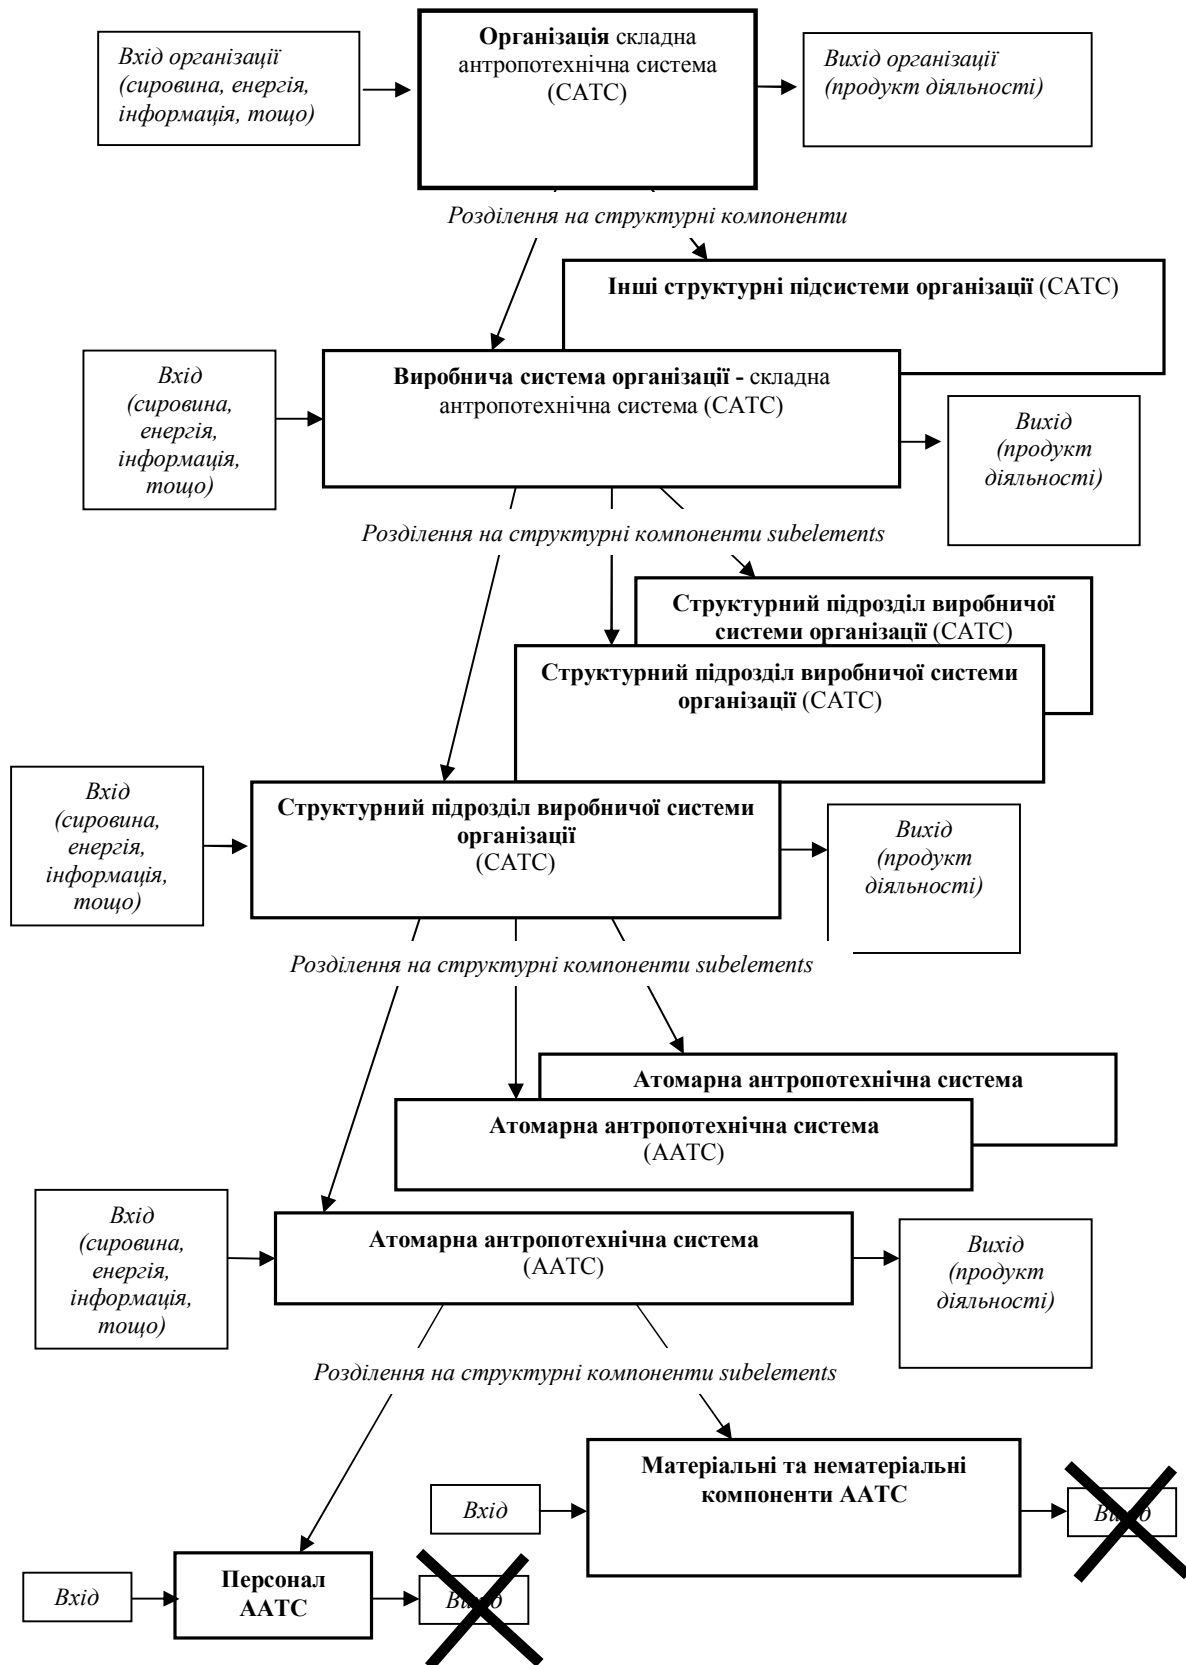 Організація складна
антропотехнічна система
(САТС)
Вхід організації
(сировина, енергія,
інформація, тощо)
Вихід організації
(продукт діяльності)
Розділення на структурні компоненти
Інші структурні підсистеми організації (САТС)
Виробнича система організації - складна
антропотехнічна система (САТС)
Вхід
(сировина,
енергія,
інформація,
тощо)
Вихід
(продукт
діяльності)
Розділення на структурні компоненти subelements
Структурний підрозділ виробничої
системи організації (САТС)
Структурний підрозділ виробничої системи
організації (САТС)
Структурний підрозділ виробничої системи
організації
(САТС)
Вхід
(сировина,
енергія,
інформація,
тощо)
Вихід
(продукт
діяльності)
Розділення на структурні компоненти subelements
Атомарна антропотехнічна система
Атомарна антропотехнічна система
(ААТС)
Атомарна антропотехнічна система
(ААТС)
Вхід
(сировина,
енергія,
інформація,
тощо)
Вихід
(продукт
діяльності)
Розділення на структурні компоненти subelements
Матеріальні та нематеріальні
компоненти ААТС
Вхід
Вихід
Персонал
ААТС
Вхід
Вихід